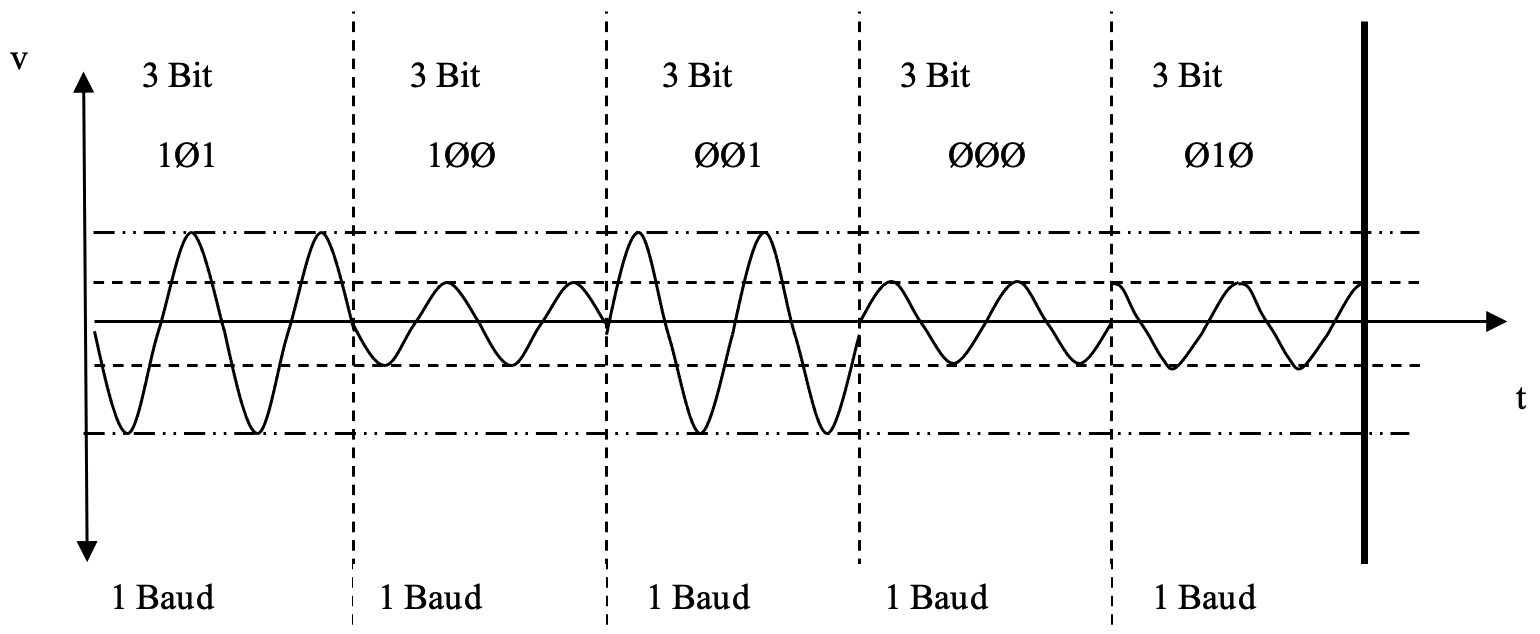 v
3 Bit 3 Bit 3 Bit 3 Bit 3 Bit
1Ø1 1ØØ ØØ1 ØØØ Ø1Ø
t
1 Baud 1 Baud 1 Baud 1 Baud 1 Baud